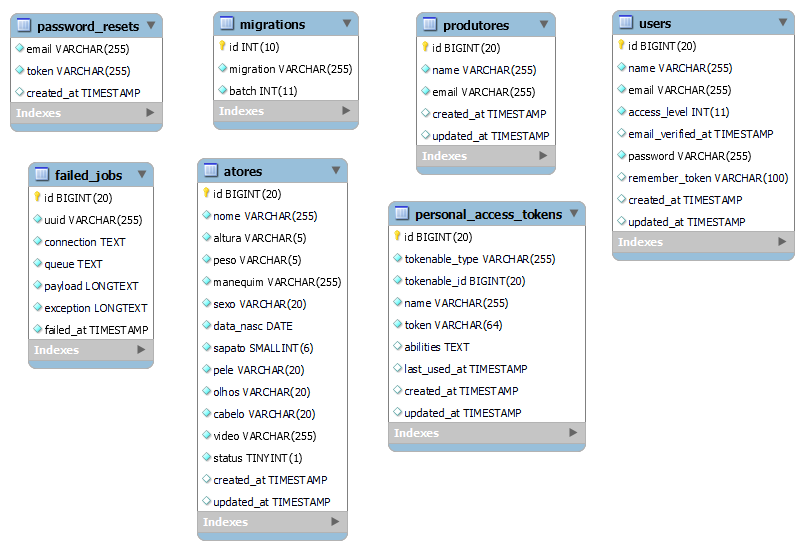 password_resets
email VARCHAR(255)
token VARCHAR(255)
created_at TIMESTAMP
Indexes
migrations
id INT(10)
migration VARCHAR(255)
batch INT(11)
Indexes
produtores
id BIGINT(20)
name VARCHAR(255)
email VARCHAR(255)
created_at TIMESTAMP
updated_at TIMESTAMP
Indexes
users
id BIGINT(20)
name VARCHAR(255)
email VARCHAR(255)
access_level INT(11)
email_verified_at TIMESTAMP
password VARCHAR(255)
remember_token VARCHAR(100)
created_at TIMESTAMP
updated_at TIMESTAMP
Indexes
failed_jobs
id BIGINT(20)
uuid VARCHAR(255)
connection TEXT
queue TEXT
payload LONGTEXT
exception LONGTEXT
failed_at TIMESTAMP
Indexes
atores
id BIGINT(20)
nome VARCHAR(255)
altura VARCHAR(5)
peso VARCHAR(5)
manequim VARCHAR(255)
sexo VARCHAR(20)
data_nasc DATE
sapato SMALLINT(6)
pele VARCHAR(20)
olhos VARCHAR(20)
cabelo VARCHAR(20)
video VARCHAR(255)
status TINYINT(1)
created_at TIMESTAMP
updated_at TIMESTAMP
Indexes
personal_access_tokens
id BIGINT(20)
tokenable_type VARCHAR(255)
tokenable_id BIGINT(20)
name VARCHAR(255)
token VARCHAR(64)
abilities TEXT
last_used_at TIMESTAMP
created_at TIMESTAMP
updated_at TIMESTAMP
Indexes